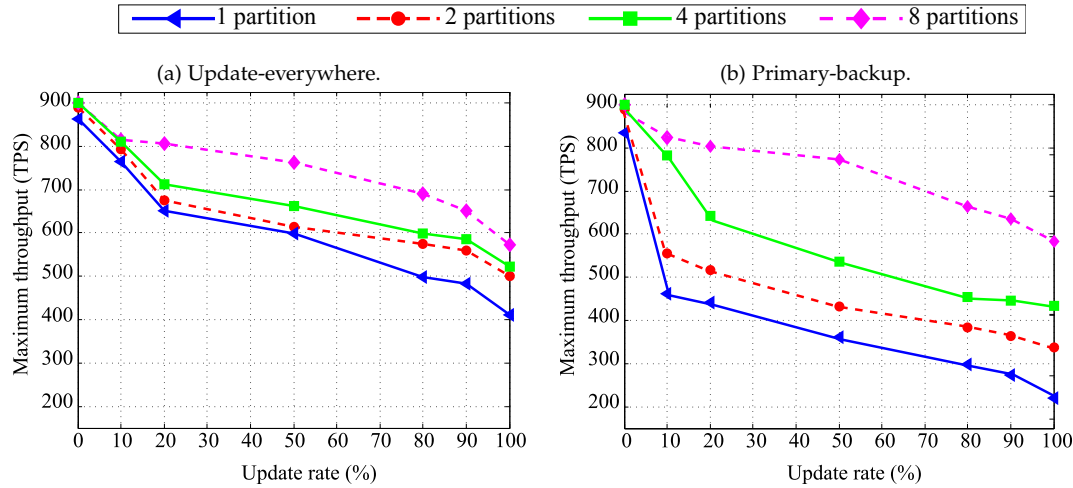 1 partition 2 partitions 4 partitions 8 partitions
(a) Update-everywhere.
900
800
700
600
500
400
300
200
Maximum throughput (TPS)
0 10 20 30 40 50 60 70 80 90 100
Update rate (%)
(b) Primary-backup.
900
800
700
600
500
400
300
200
Maximum throughput (TPS)
0 10 20 30 40 50 60 70 80 90 100
Update rate (%)